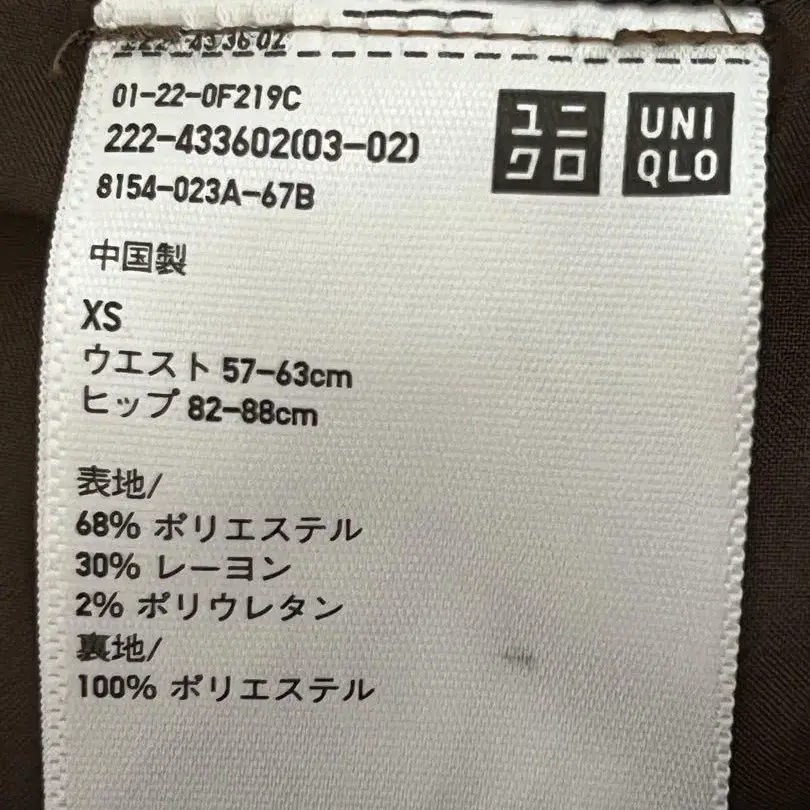 222-433602
01-22-0F219C
222-433602(03-02)
8154-023A-67B
ユニ
クロ
UNI
QLO
中国製
XS
ウエスト 57-63cm
ヒップ 82-88cm
表地/
68% ポリエステル
30% レーヨン
2% ポリウレタン
裏地/
100% ポリエステル